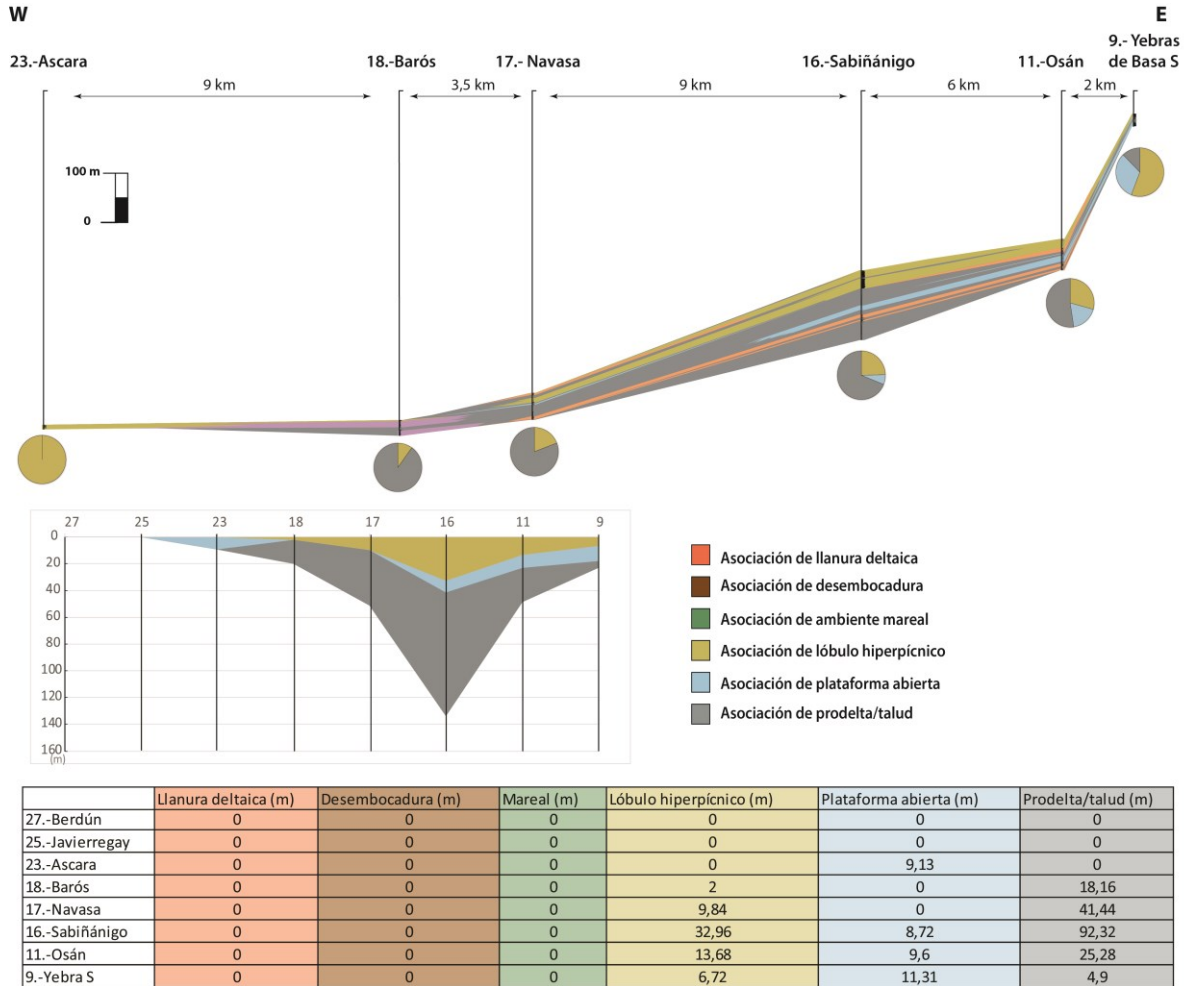 W
E
23.-Ascara
18.-Barós
17.- Navasa
16.-Sabiñánigo
11.-Osán
9.- Yebras
de Basa S
9 km
3,5 km
9 km
6 km
2 km
100 m
0
27 25 23 18 17 16 11 9
0
20
40
60
80
100
120
140
160
(m)
Asociación de llanura deltaica
Asociación de desembocadura
Asociación de ambiente mareal
Asociación de lóbulo hiperpícnico
Asociación de plataforma abierta
Asociación de prodelta/talud
Llanura deltaica (m) Desembocadura (m) Mareal (m) Lóbulo hiperpícnico (m) Plataforma abierta (m) Prodelta/talud (m)
27.-Berdún 0 0 0 0 0 0
25.-Javierregay 0 0 0 0 0 0
23.-Ascara 0 0 0 0 9,13 0
18.-Barós 0 0 0 2 0 18,16
17.-Navasa 0 0 0 9,84 0 41,44
16.-Sabiñánigo 0 0 0 32,96 8,72 92,32
11.-Osán 0 0 0 13,68 9,6 25,28
9.-Yebra S 0 0 0 6,72 11,31 4,9